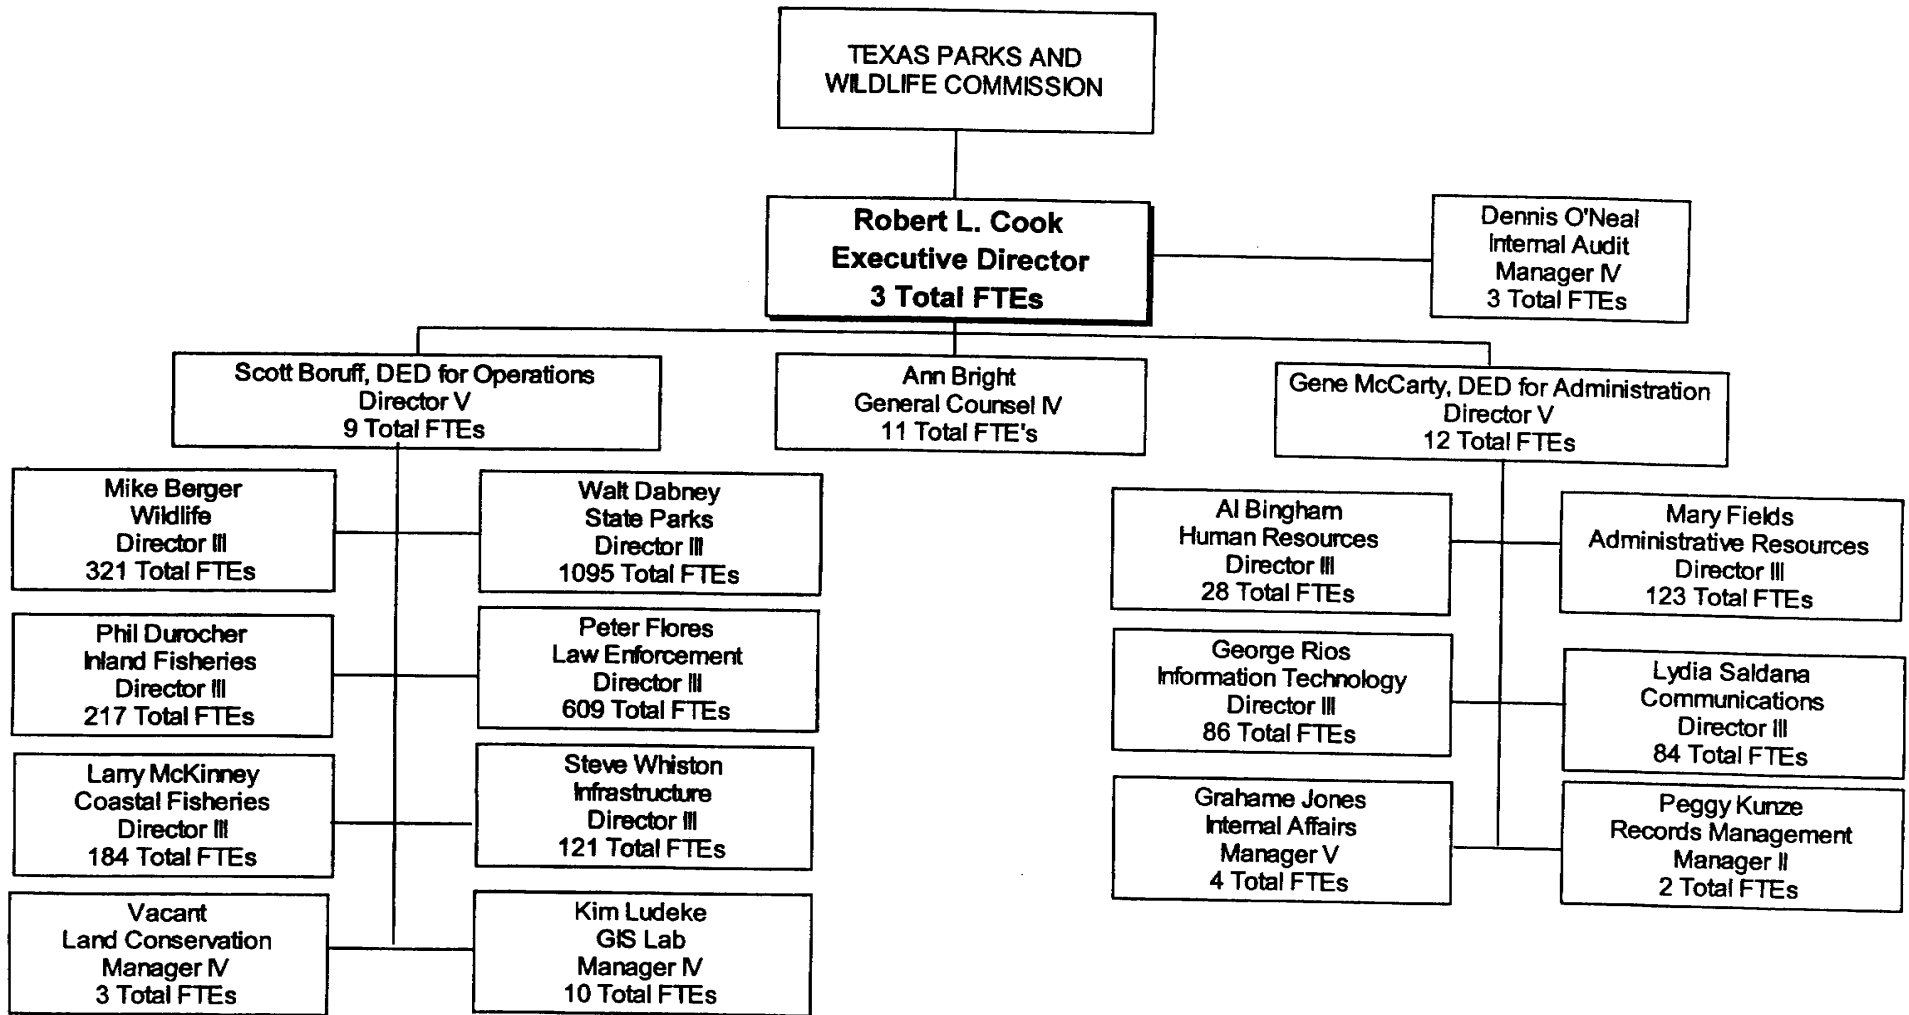 TEXAS PARKS AND
WILDLIFE COMMISSION
Robert L. Cook
Executive Director
3 Total FTEs
Dennis O'Neal
Internal Audit
Manager IV
3 Total FTEs
Scott Boruff, DED for Operations
Director V
9 Total FTEs
Ann Bright
General Counsel IV
11 Total FTE's
Gene McCarty, DED for Administration
Director V
12 Total FTEs
Mike Berger
Wildlife
Director III
321 Total FTEs
Walt Dabney
State Parks
Director III
1095 Total FTEs
Phil Durocher
Inland Fisheries
Director III
217 Total FTEs
Peter Flores
Law Enforcement
Director III
609 Total FTEs
Larry McKinney
Coastal Fisheries
Director III
184 Total FTEs
Steve Whiston
Infrastructure
Director III
121 Total FTEs
Vacant
Land Conservation
Manager IV
3 Total FTEs
Kim Ludeke
GIS Lab
Manager IV
10 Total FTEs
Al Bingham
Human Resources
Director III
28 Total FTEs
Mary Fields
Administrative Resources
Director III
123 Total FTEs
George Rios
Information Technology
Director III
86 Total FTEs
Lydia Saldana
Communications
Director III
84 Total FTEs
Grahame Jones
Internal Affairs
Manager V
4 Total FTEs
Peggy Kunze
Records Management
Manager II
2 Total FTEs